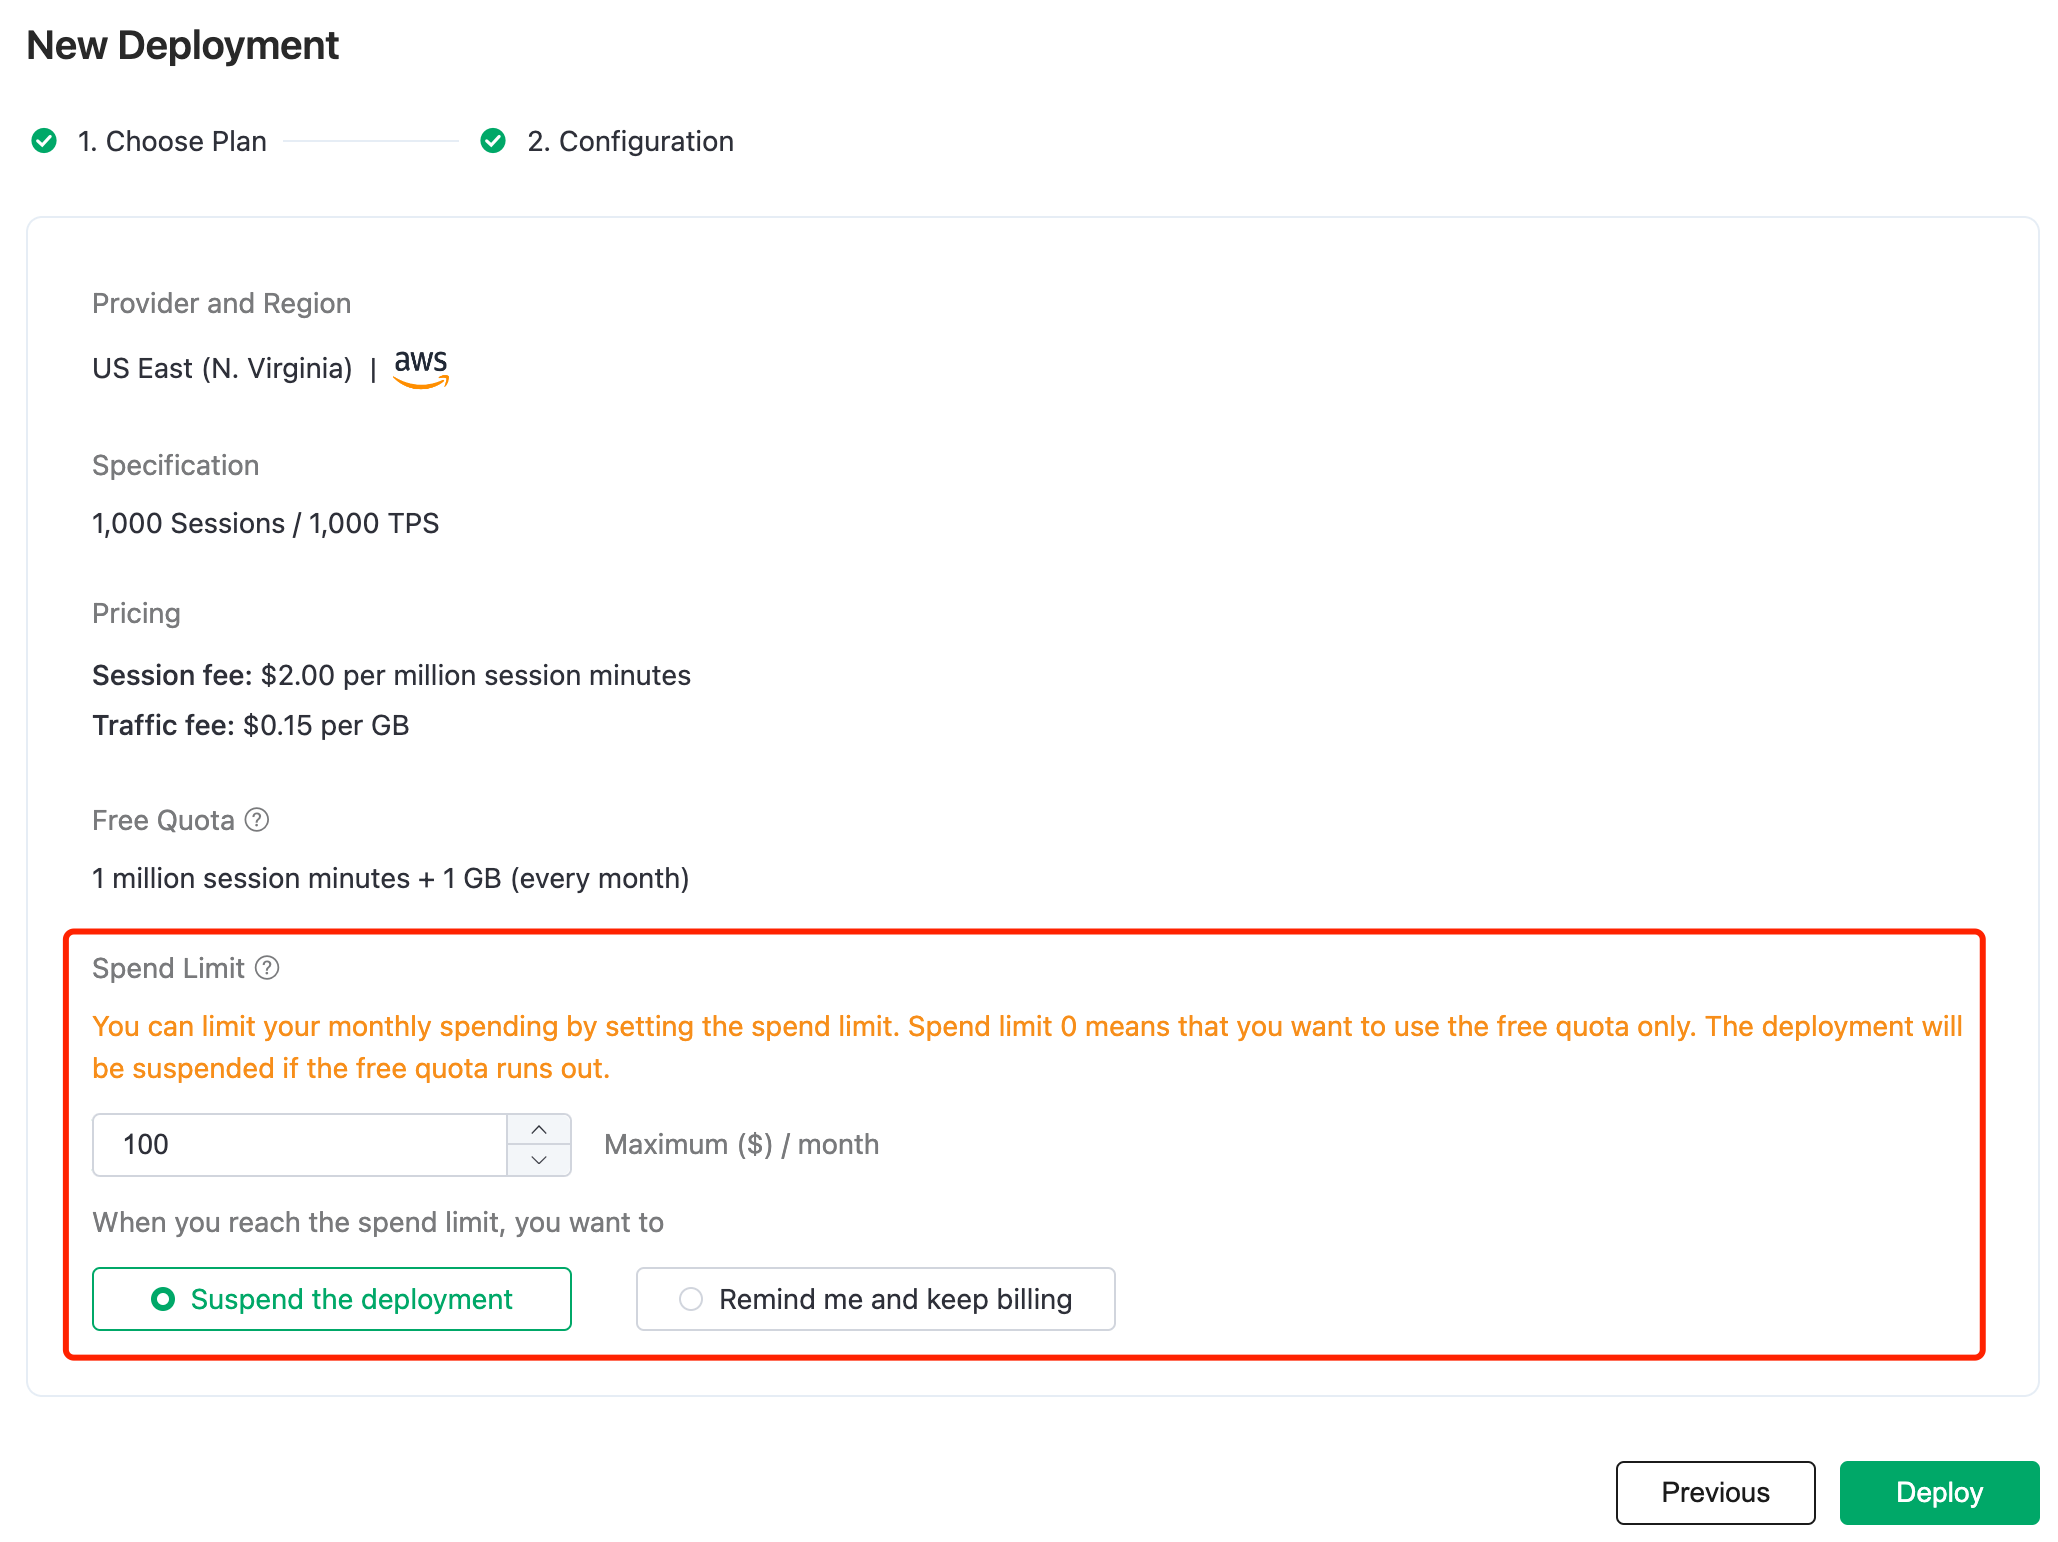 New Deployment
1. Choose Plan
2. Configuration
Provider and Region
US East (N. Virginia) | aws
Specification
1,000 Sessions / 1,000 TPS
Pricing
Session fee: $2.00 per million session minutes
Traffic fee: $0.15 per GB
Free Quota ?
1 million session minutes + 1 GB (every month)
Spend Limit ?
You can limit your monthly spending by setting the spend limit. Spend limit 0 means that you want to use the free quota only. The deployment will
be suspended if the free quota runs out.
100 Maximum ($) / month
When you reach the spend limit, you want to
Suspend the deployment Remind me and keep billing
Previous Deploy